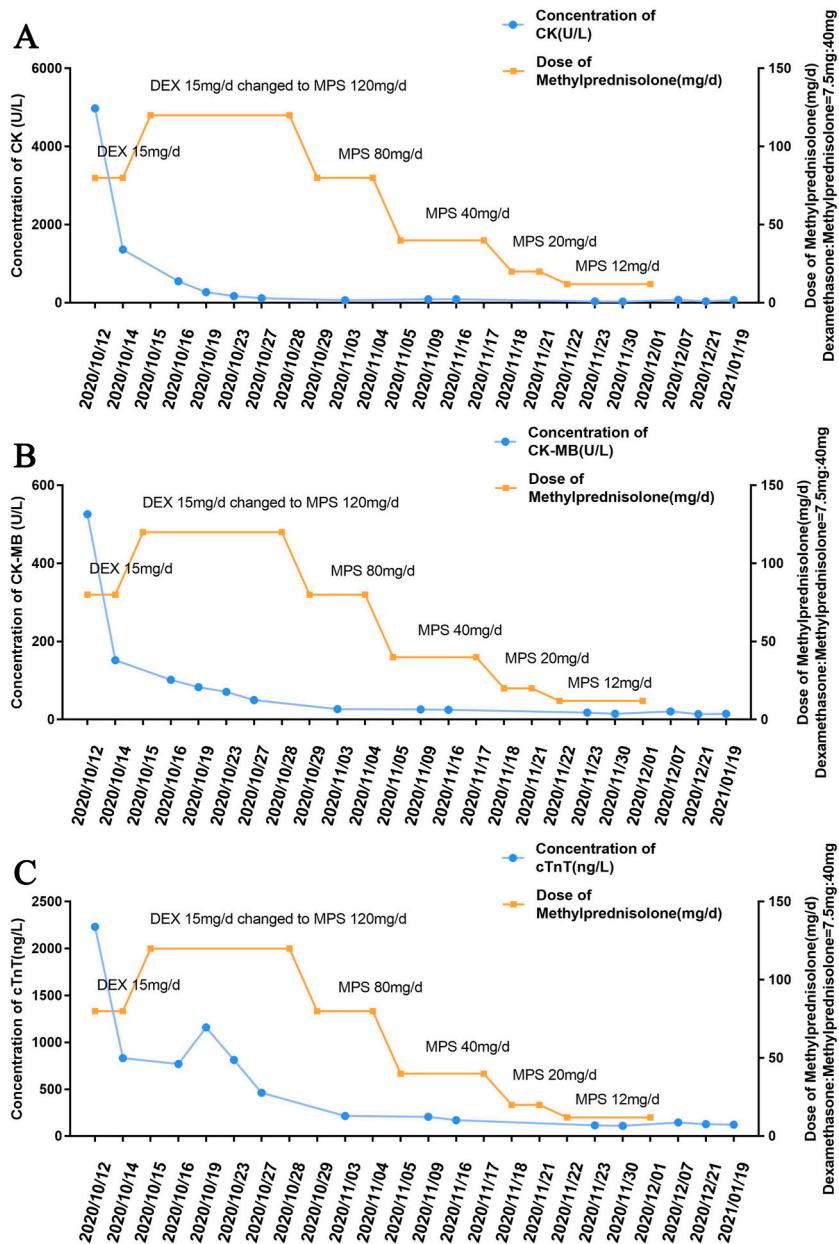 A
Concentration of
CK(U/L)
Dose of
Methylprednisolone(mg/d)
Concentration of CK (U/L)
6000
4000
2000
0
DEX 15mg/d changed to MPS 120mg/d
DEX 15mg/d
MPS 80mg/d
MPS 40mg/d
MPS 20mg/d
MPS 12mg/d
150
100
50
0
Dose of Methylprednisolone(mg/d)
Dexamethasone:Methylprednisolone=7.5mg:40mg
2020/10/12
2020/10/14
2020/10/15
2020/10/16
2020/10/19
2020/10/23
2020/10/27
2020/10/28
2020/10/29
2020/11/03
2020/11/04
2020/11/05
2020/11/09
2020/11/16
2020/11/17
2020/11/18
2020/11/21
2020/11/22
2020/11/23
2020/11/30
2020/12/01
2020/12/07
2020/12/21
2021/01/19
B
Concentration of
CK-MB(U/L)
Dose of
Methylprednisolone(mg/d)
Concentration of CK-MB (U/L)
600
400
200
0
DEX 15mg/d changed to MPS 120mg/d
DEX 15mg/d
MPS 80mg/d
MPS 40mg/d
MPS 20mg/d
MPS 12mg/d
150
100
50
0
Dose of Methylprednisolone(mg/d)
Dexamethasone:Methylprednisolone=7.5mg:40mg
2020/10/12
2020/10/14
2020/10/15
2020/10/16
2020/10/19
2020/10/23
2020/10/27
2020/10/28
2020/10/29
2020/11/03
2020/11/04
2020/11/05
2020/11/09
2020/11/16
2020/11/17
2020/11/18
2020/11/21
2020/11/22
2020/11/23
2020/11/30
2020/12/01
2020/12/07
2020/12/21
2021/01/19
C
Concentration of
cTnT(ng/L)
Dose of
Methylprednisolone(mg/d)
Concentration of cTnT(ng/L)
2500
2000
1500
1000
500
0
DEX 15mg/d changed to MPS 120mg/d
DEX 15mg/d
MPS 80mg/d
MPS 40mg/d
MPS 20mg/d
MPS 12mg/d
150
100
50
0
Dose of Methylprednisolone(mg/d)
Dexamethasone:Methylprednisolone=7.5mg:40mg
2020/10/12
2020/10/14
2020/10/15
2020/10/16
2020/10/19
2020/10/23
2020/10/27
2020/10/28
2020/10/29
2020/11/03
2020/11/04
2020/11/05
2020/11/09
2020/11/16
2020/11/17
2020/11/18
2020/11/21
2020/11/22
2020/11/23
2020/11/30
2020/12/01
2020/12/07
2020/12/21
2021/01/19